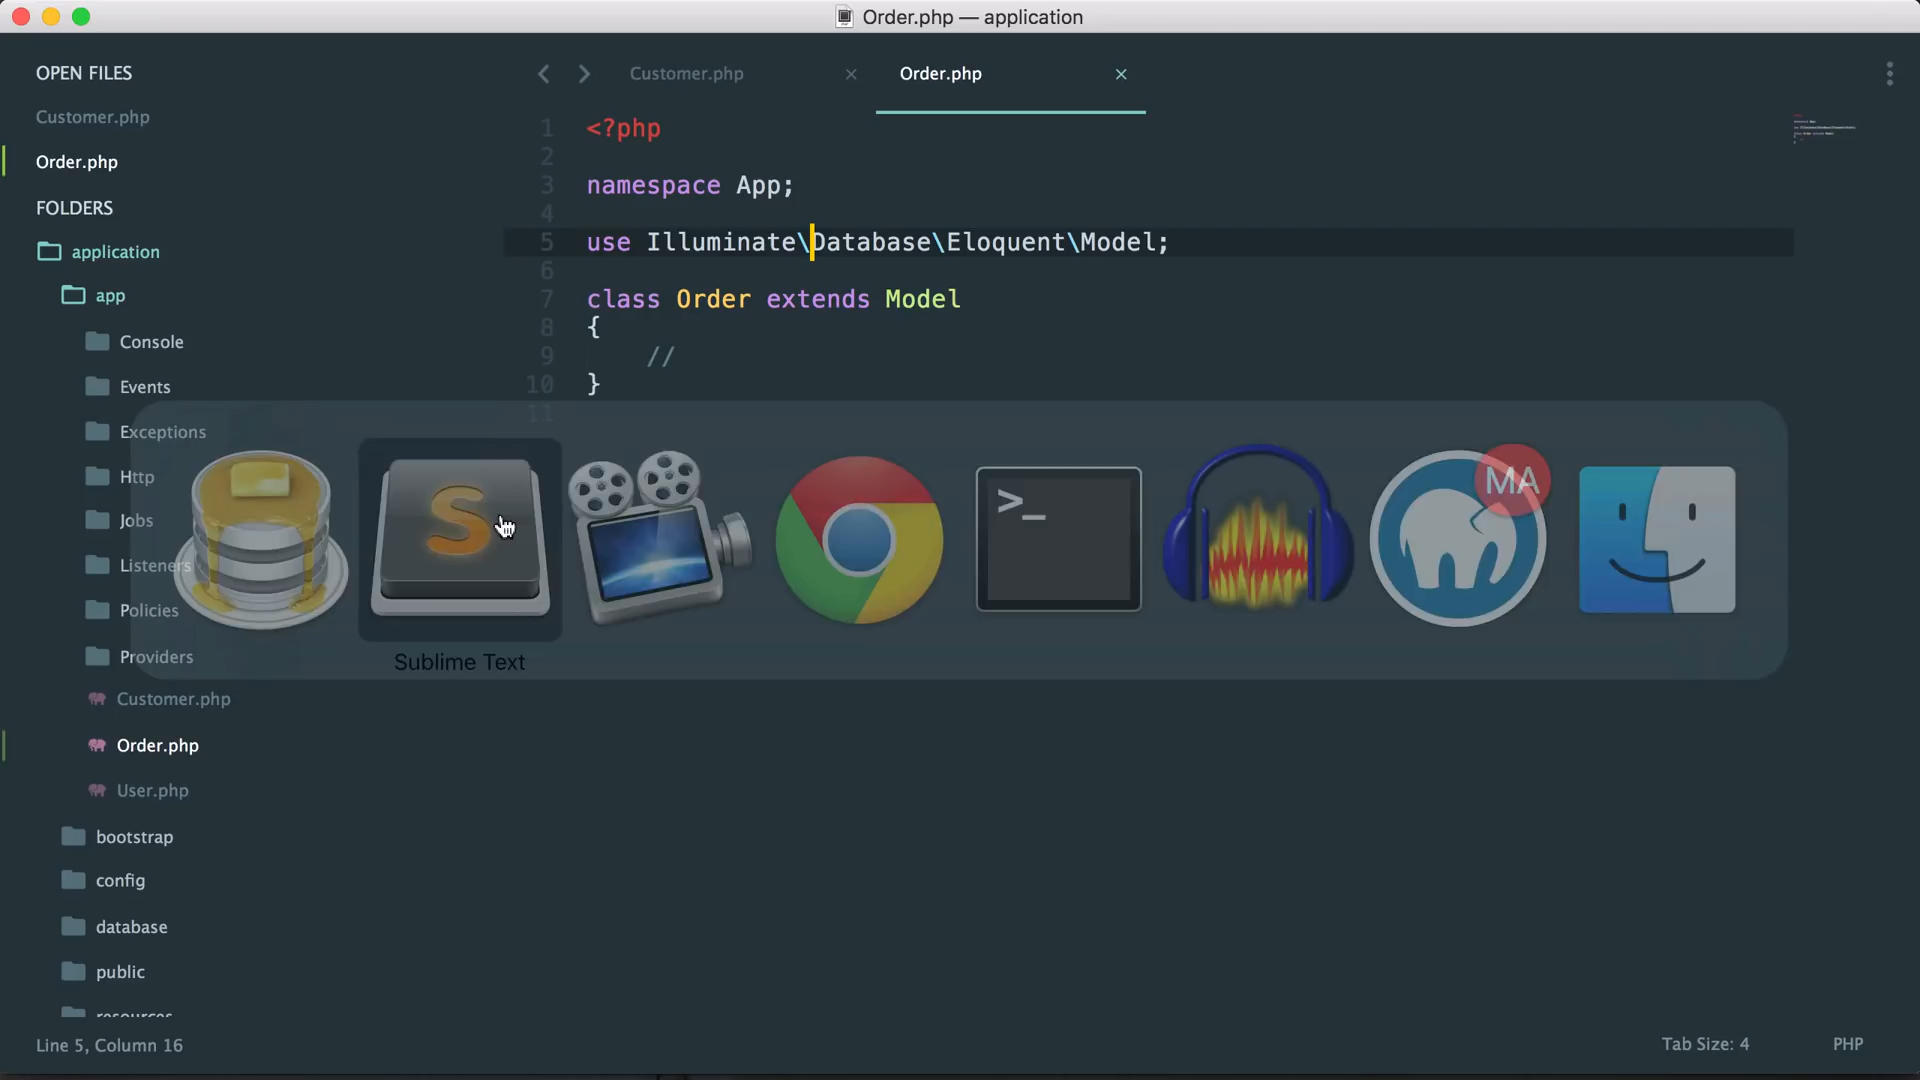 Order.php — application
OPEN FILES
Customer.php
Order.php
FOLDERS
application
app
Console
Events
Exceptions
Http
Jobs
Listeners
Policies
Providers
Customer.php
Order.php
User.php
bootstrap
config
database
public
resources
Customer.php ×
Order.php ×
1 <?php
2
3 namespace App;
4
5 use Illuminate\Database\Eloquent\Model;
6
7 class Order extends Model
8 {
9 //
10 }
11
S
>_
MA
Sublime Text
Line 5, Column 16
Tab Size: 4
PHP